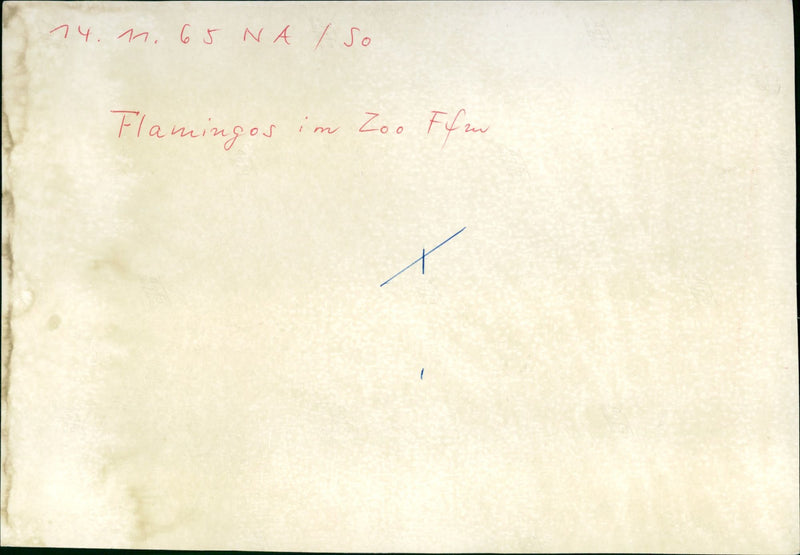 14. 11. 65 NA / So
Flamingos im Zoo Ffm